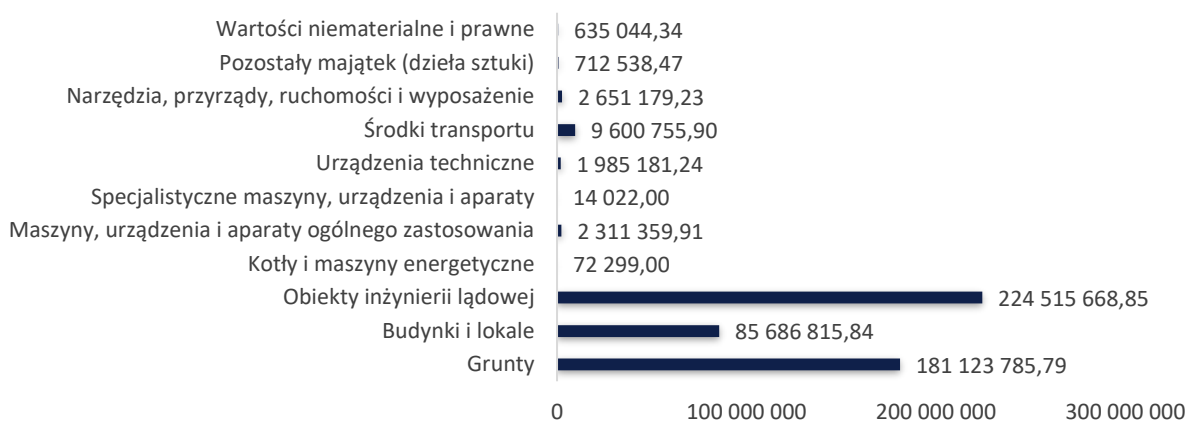 Wartości niematerialne i prawne 635 044,34
Pozostały majątek (dzieła sztuki) 712 538,47
Narzędzia, przyrządy, ruchomości i wyposażenie 2 651 179,23
Środki transportu 9 600 755,90
Urządzenia techniczne 1 985 181,24
Specjalistyczne maszyny, urządzenia i aparaty 14 022,00
Maszyny, urządzenia i aparaty ogólnego zastosowania 2 311 359,91
Kotły i maszyny energetyczne 72 299,00
Obiekty inżynierii lądowej 224 515 668,85
Budynki i lokale 85 686 815,84
Grunty 181 123 785,79
0 100 000 000 200 000 000 300 000 000